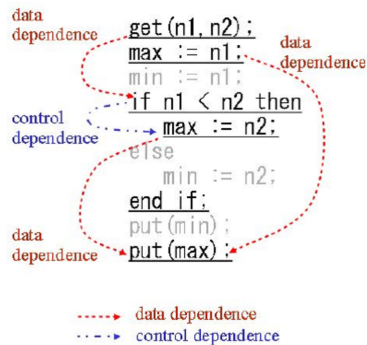 data
dependence
get(n1,n2);
max := n1;
data
dependence
min := n1;
if n1 < n2 then
control
dependence
max := n2;
else
min := n2;
end if;
data
dependence
put(min);
put(max);
data dependence
control dependence